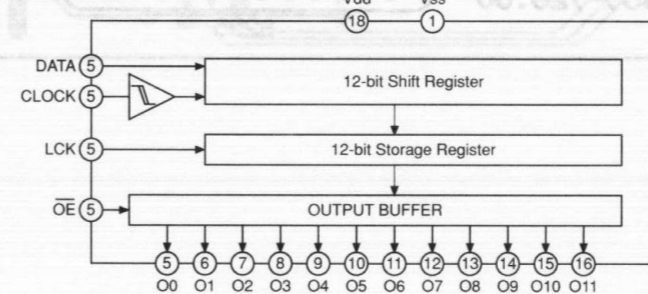 Vdd Vss
18 1
DATA 5
12-bit Shift Register
CLOCK 5
LCK 5
12-bit Storage Register
OE 5
OUTPUT BUFFER
5 6 7 8 9 10 11 12 13 14 15 16
O0 O1 O2 O3 O4 O5 O6 O7 O8 O9 O10 O11